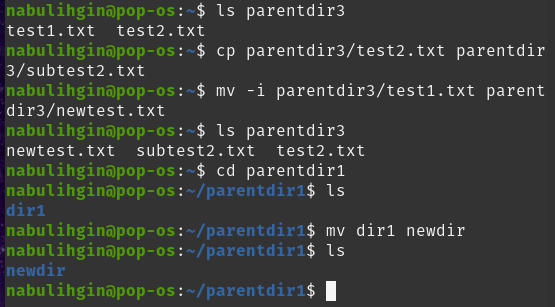 nabulihgin@pop-os:~$ ls parentdir3
test1.txt  test2.txt
nabulihgin@pop-os:~$ cp parentdir3/test2.txt parentdir
3/subtest2.txt
nabulihgin@pop-os:~$ mv -i parentdir3/test1.txt parent
dir3/newtest.txt
nabulihgin@pop-os:~$ ls parentdir3
newtest.txt  subtest2.txt  test2.txt
nabulihgin@pop-os:~$ cd parentdir1
nabulihgin@pop-os:~/parentdir1$ ls
dir1
nabulihgin@pop-os:~/parentdir1$ mv dir1 newdir
nabulihgin@pop-os:~/parentdir1$ ls
newdir
nabulihgin@pop-os:~/parentdir1$